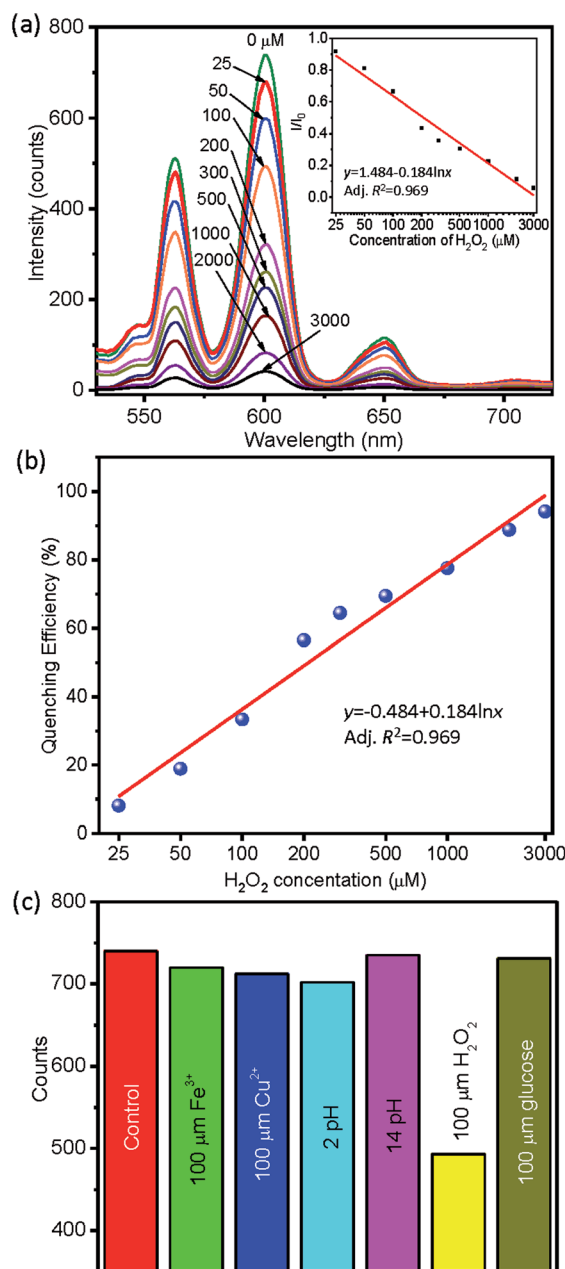 (a)
0 μM
25
50
100
200
300
500
1000
2000
3000
800
600
400
200
0
Intensity (counts)
550
600
650
700
Wavelength (nm)
1.0
0.8
0.6
0.4
0.2
0.0
I/I0
y=1.484-0.184lnx
Adj. R²=0.969
25
50
100
200
500
1000
3000
Concentration of H₂O₂ (μM)
(b)
100
80
60
40
20
0
Quenching Efficiency (%)
y=-0.484+0.184lnx
Adj. R²=0.969
25
50
100
200
500
1000
3000
H₂O₂ concentation (μM)
(c)
800
700
600
500
400
Counts
Control
100 μm Fe³⁺
100 μm Cu²⁺
2 pH
14 pH
100 μm H₂O₂
100 μm glucose